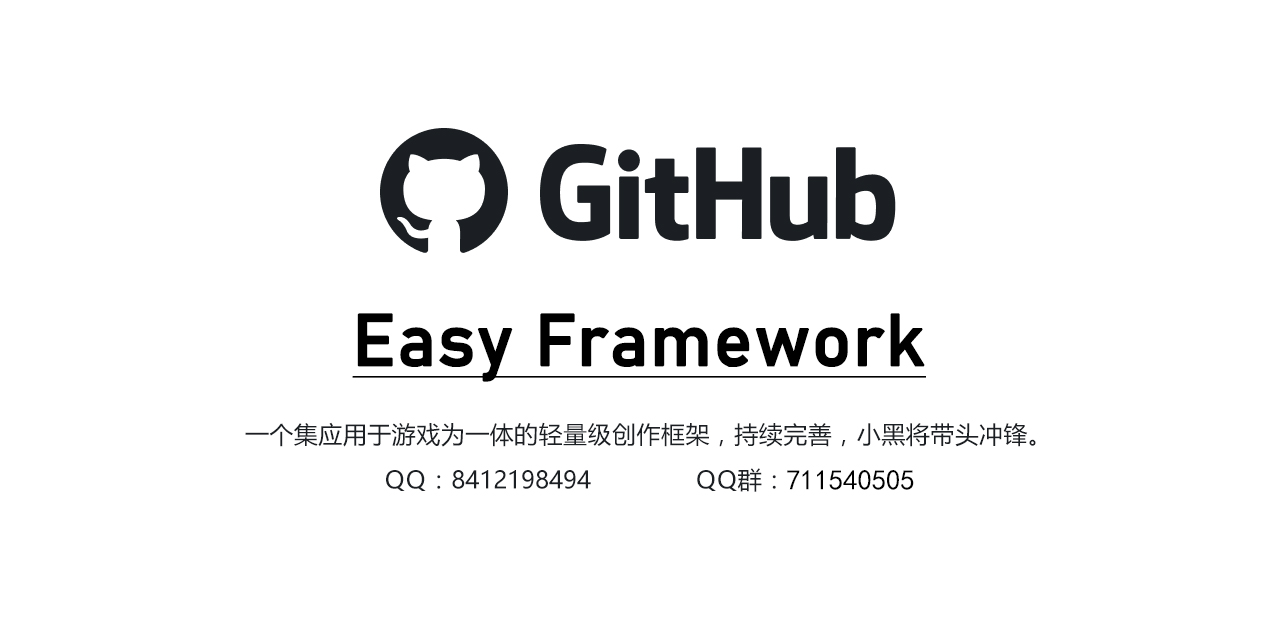 GitHub
Easy Framework
一个集应用于游戏为一体的轻量级创作框架，持续完善，小黑将带头冲锋。
QQ：8412198494 QQ群：711540505